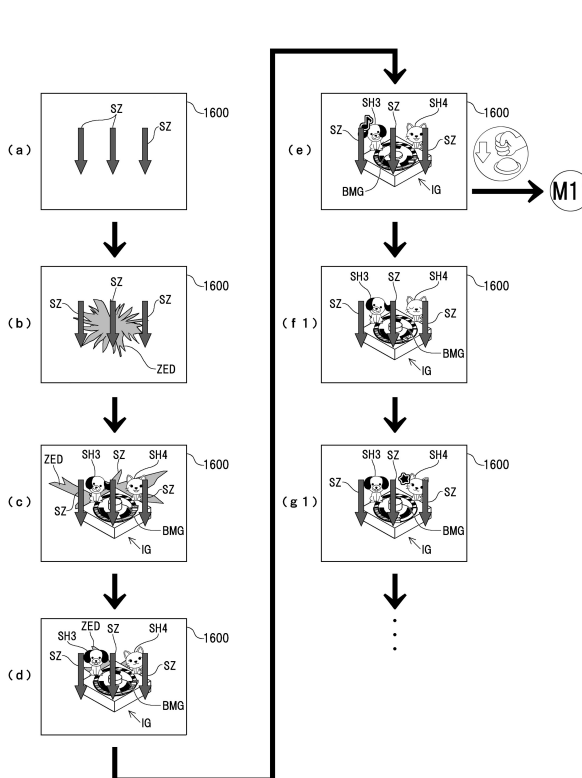 (a)
SZ
SZ
1600
(b)
SZ
SZ
SZ
1600
ZED
(c)
ZED
SH3
SZ
SH4
1600
SZ
SZ
BMG
IG
(d)
ZED
SH3
SZ
SH4
1600
SZ
SZ
BMG
IG
(e)
SH3
SZ
SH4
1600
SZ
SZ
BMG
IG
M1
(f1)
SH3
SZ
SH4
1600
SZ
SZ
BMG
IG
(g1)
SH3
SZ
SH4
1600
SZ
SZ
BMG
IG